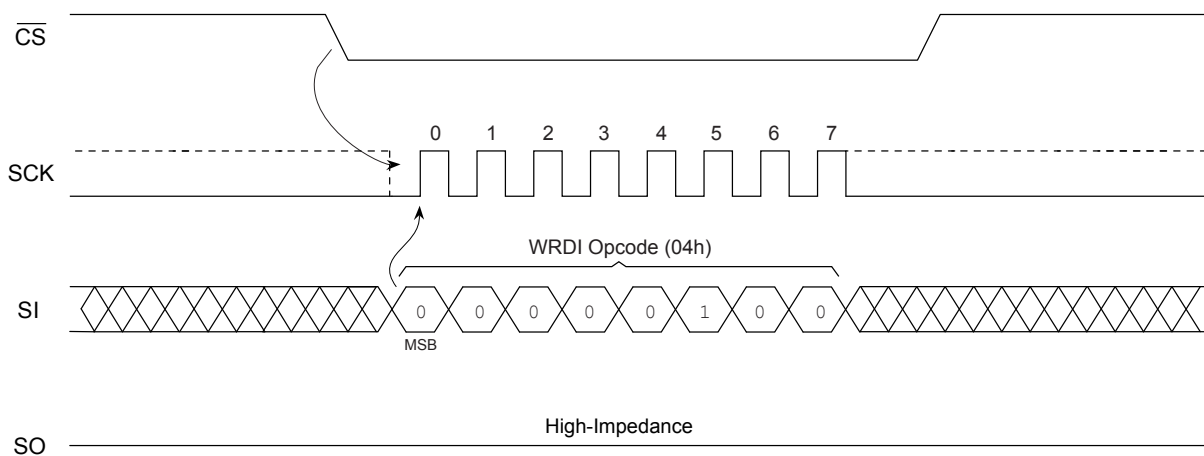 CS
0 1 2 3 4 5 6 7
SCK
WRDI Opcode (04h)
SI 0 0 0 0 0 1 0 0
MSB
High-Impedance
SO